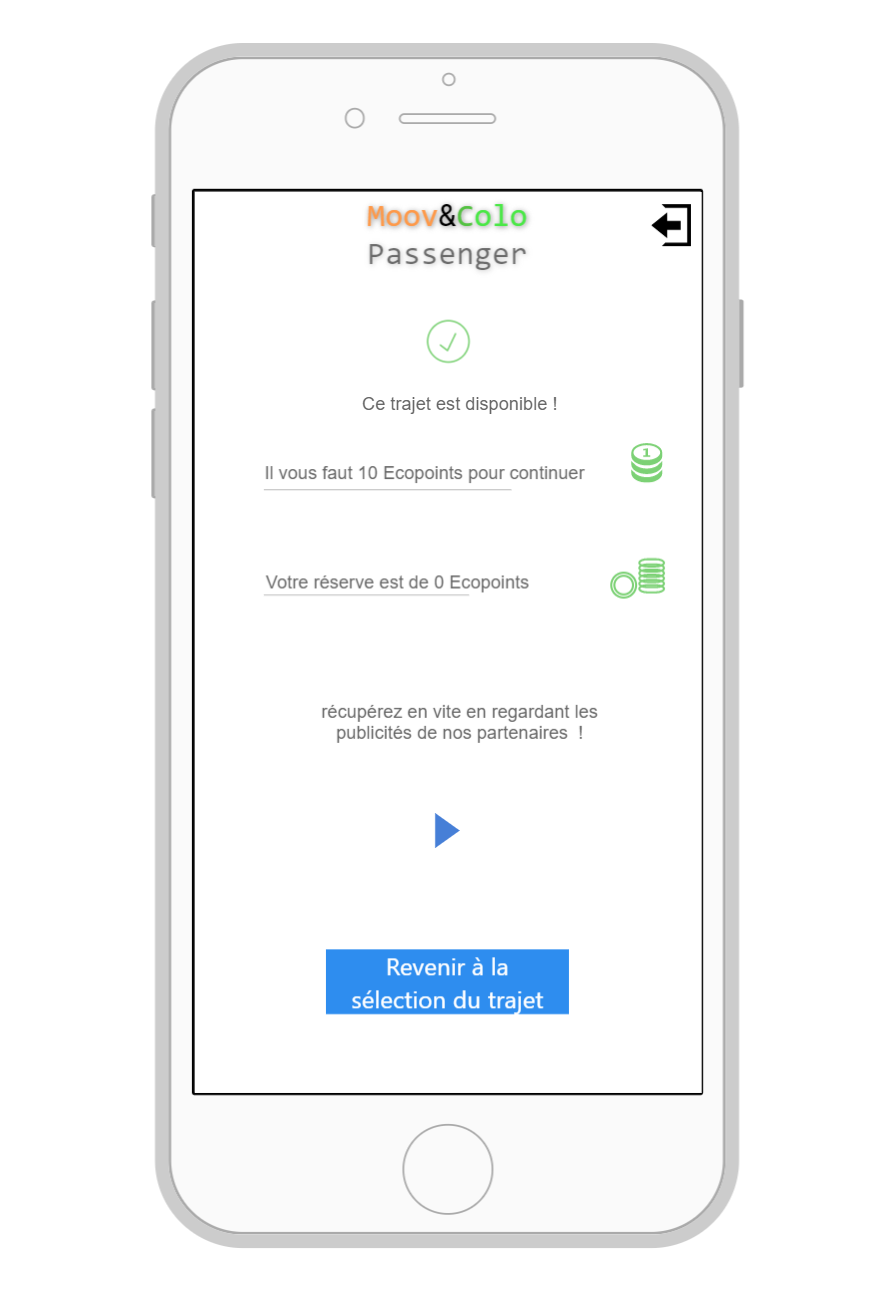 Moov&Colo
Passenger
Ce trajet est disponible !
Il vous faut 10 Ecopoints pour continuer
1
Votre réserve est de 0 Ecopoints
récupérez en vite en regardant les
publicités de nos partenaires  !
Revenir à la
sélection du trajet